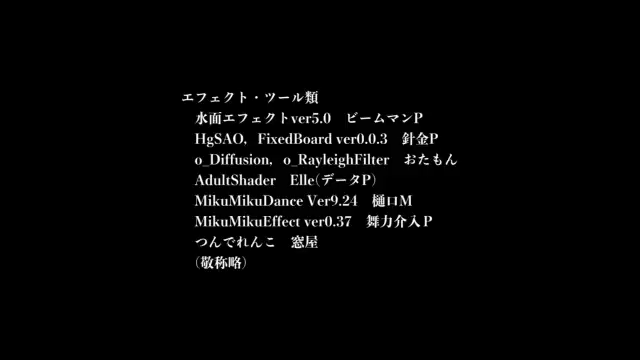 エフェクト・ツール類
水面エフェクトver5.0　ビームマンP
HgSAO,　FixedBoard ver0.0.3　針金P
o_Diffusion,　o_RayleighFilter　おたもん
AdultShader　Elle(データP)
MikuMikuDance Ver9.24　樋口M
MikuMikuEffect ver0.37　舞力介入P
つんでれんこ　窓屋
(敬称略)